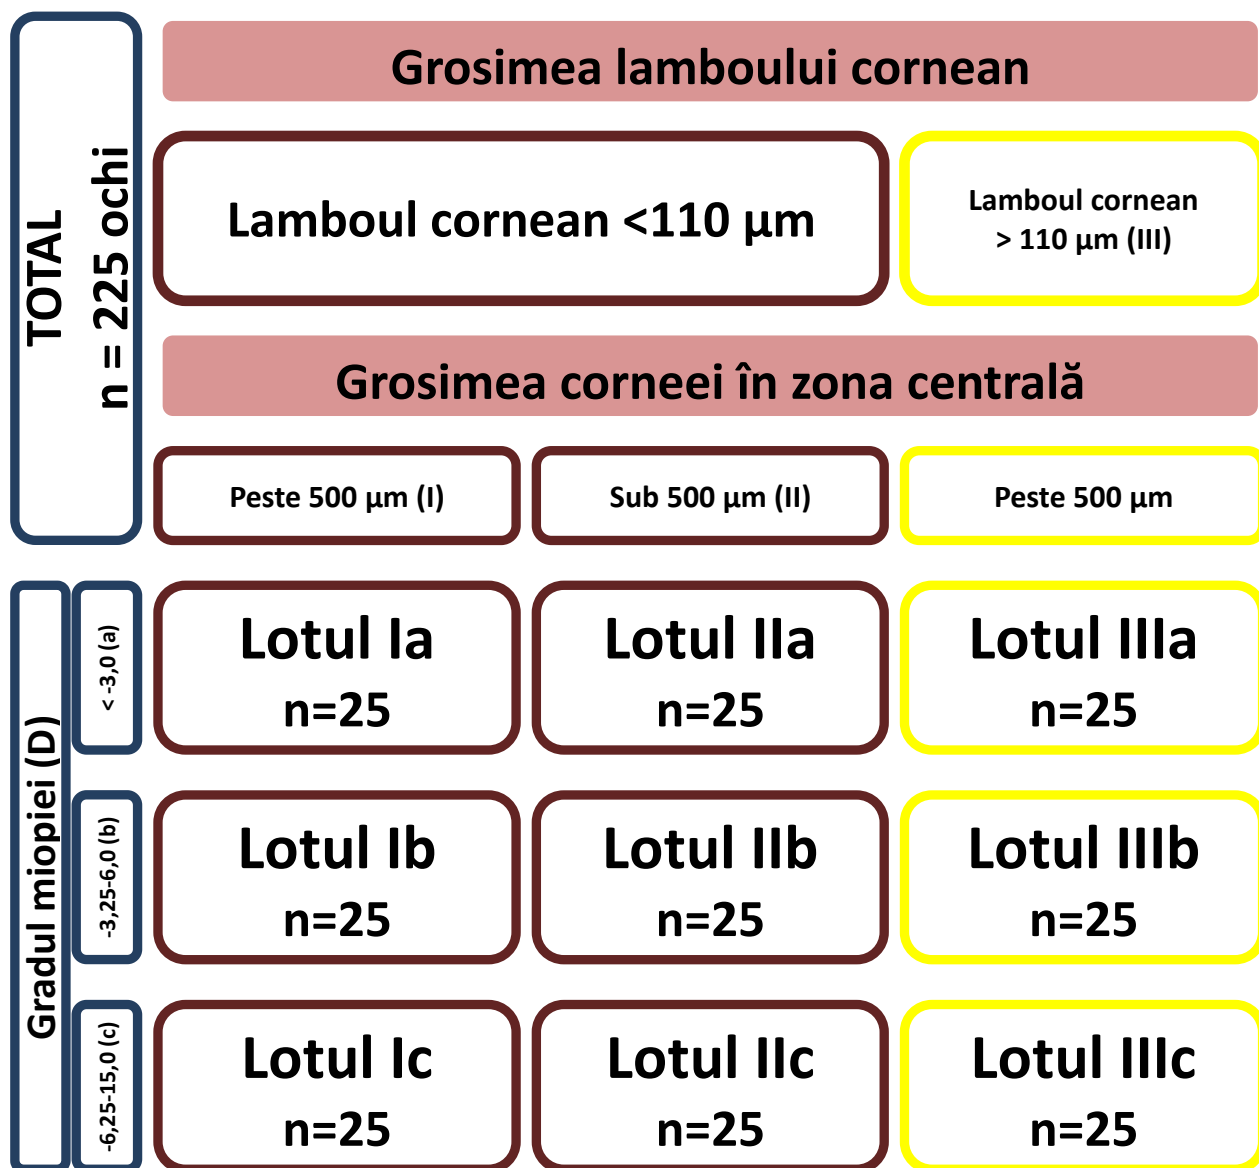 TOTAL
n = 225 ochi
Grosimea lamboului cornean
Lamboul cornean <110 µm
Lamboul cornean
> 110 µm (III)
Grosimea corneei în zona centrală
Peste 500 µm (I)
Sub 500 µm (II)
Peste 500 µm
Gradul miopiei (D)
< -3,0 (a)
Lotul Ia
n=25
Lotul IIa
n=25
Lotul IIIa
n=25
-3,25-6,0 (b)
Lotul Ib
n=25
Lotul IIb
n=25
Lotul IIIb
n=25
-6,25-15,0 (c)
Lotul Ic
n=25
Lotul IIc
n=25
Lotul IIIc
n=25